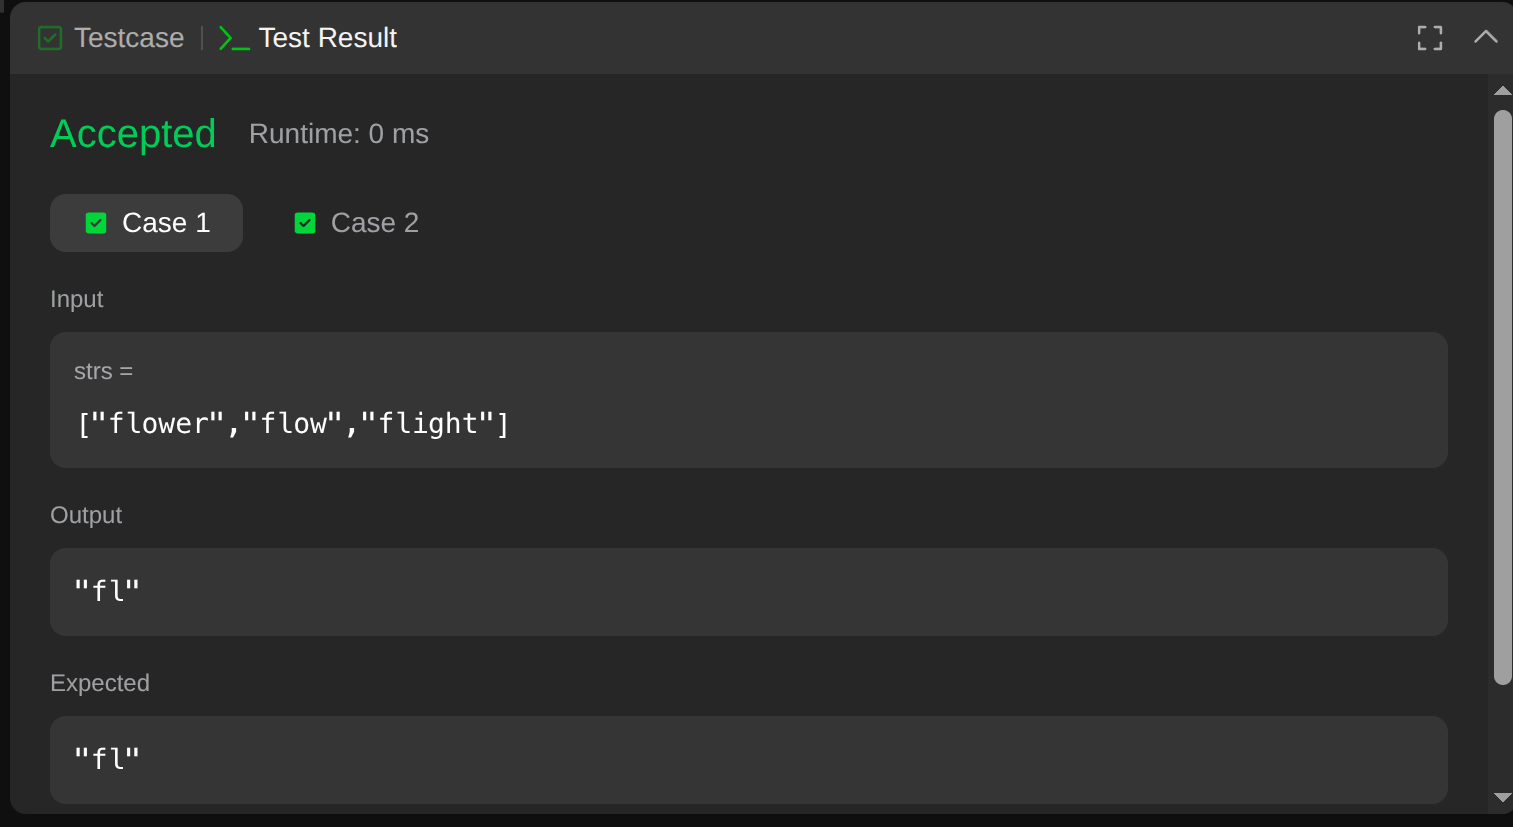 Testcase | Test Result
Accepted Runtime: 0 ms
Case 1 Case 2
Input
strs =
["flower","flow","flight"]
Output
"fl"
Expected
"fl"